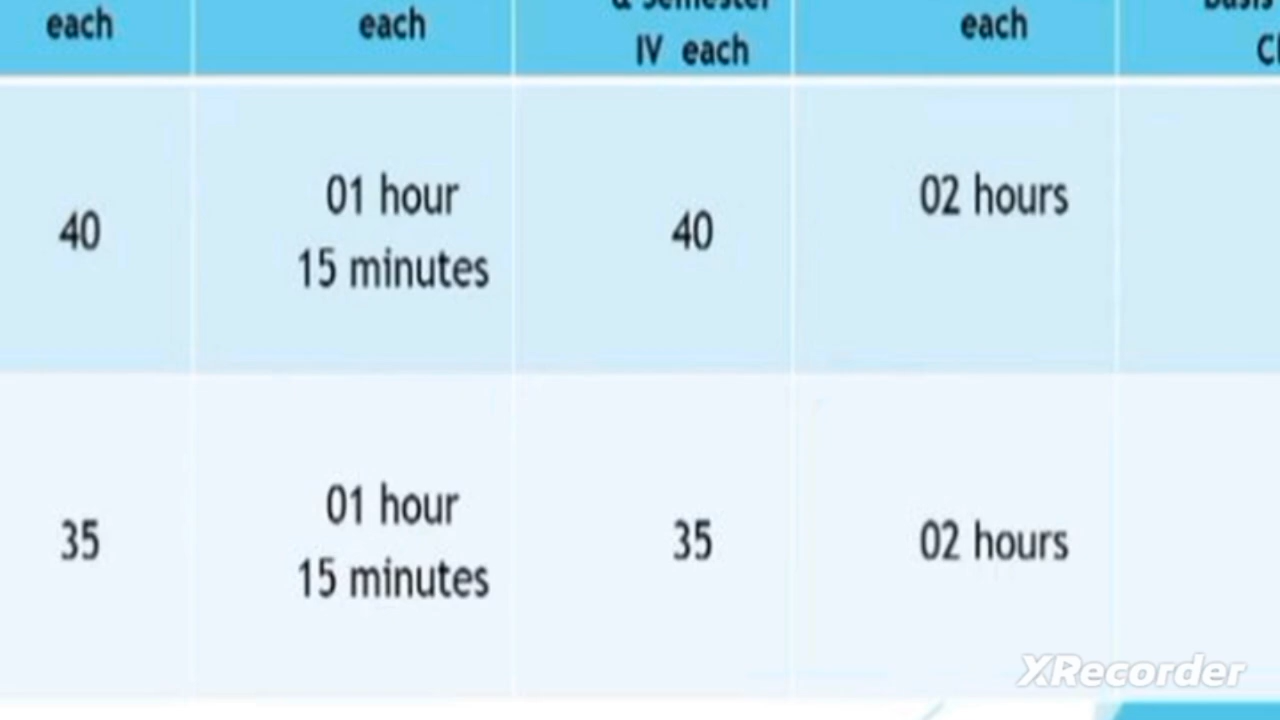 each
each
& Semester
IV each
each
40
01 hour
15 minutes
40
02 hours
35
01 hour
15 minutes
35
02 hours
XRecorder